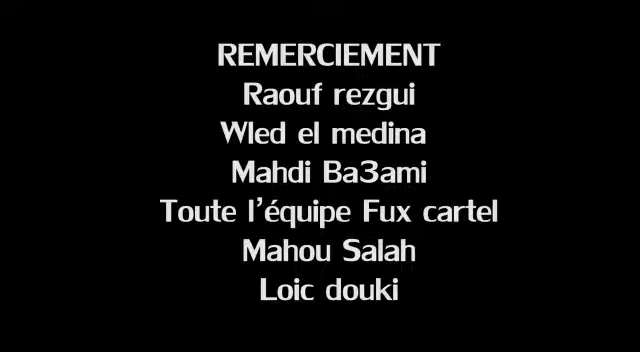 REMERCIEMENT
Raouf rezgui
Wled el medina
Mahdi Ba3ami
Toute l'équipe Fux cartel
Mahou Salah
Loic douki